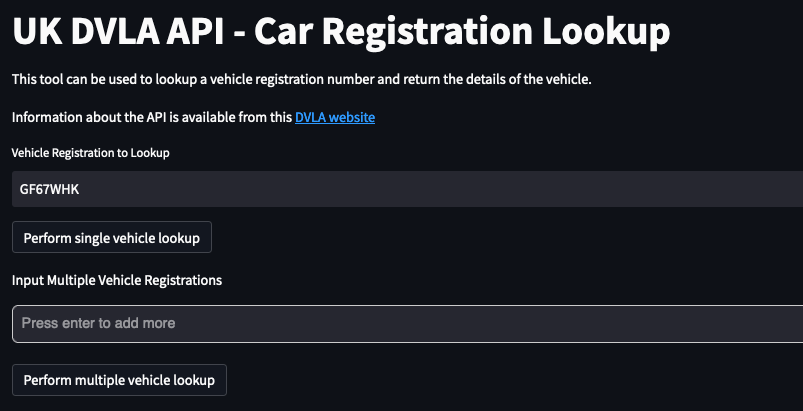 UK DVLA API - Car Registration Lookup
This tool can be used to lookup a vehicle registration number and return the details of the vehicle.
Information about the API is available from this DVLA website
Vehicle Registration to Lookup
GF67WHK
Perform single vehicle lookup
Input Multiple Vehicle Registrations
Press enter to add more
Perform multiple vehicle lookup